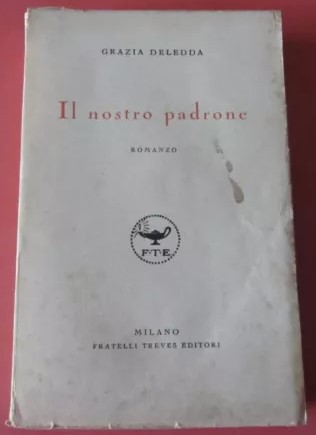 GRAZIA DELEDDA
Il nostro padrone
ROMANZO
F·T·E
MILANO
FRATELLI TREVES EDITORI